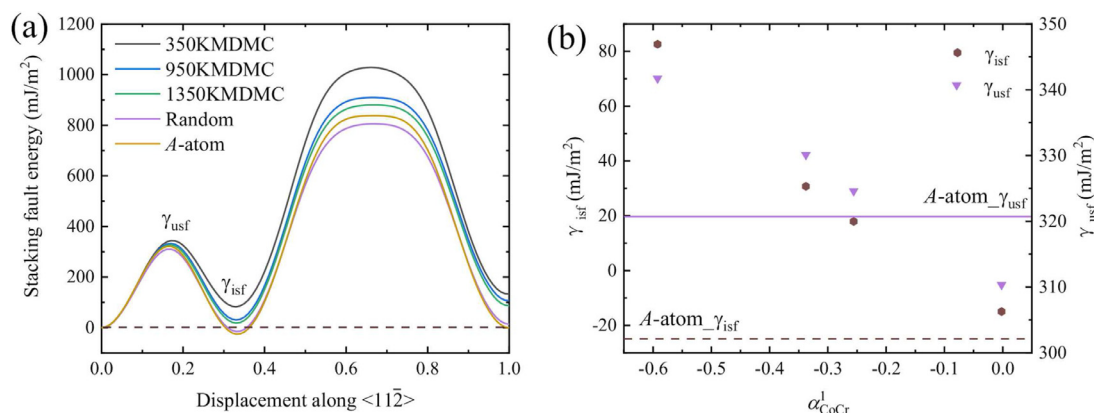 (a)
1200
1000
800
600
400
200
0
Stacking fault energy (mJ/m²)
350KMDMC
950KMDMC
1350KMDMC
Random
A-atom
γusf
γisf
0.0 0.2 0.4 0.6 0.8 1.0
Displacement along <112̄>
(b)
80
60
40
20
0
-20
γisf (mJ/m²)
γisf
γusf
A-atom_γusf
A-atom_γisf
350
340
330
320
310
300
γusf (mJ/m²)
-0.6 -0.5 -0.4 -0.3 -0.2 -0.1 0.0
α¹CoCr